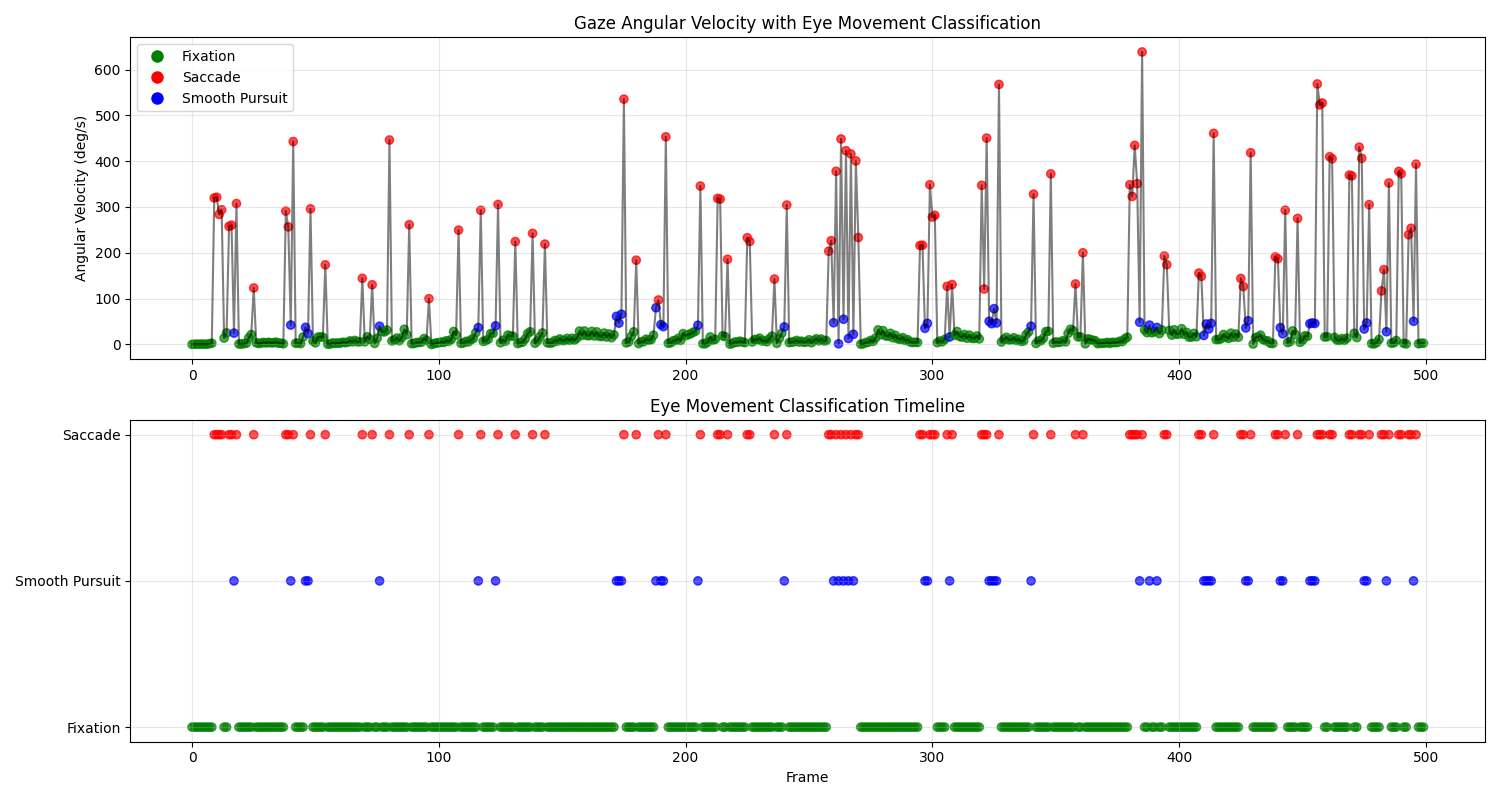 Gaze Angular Velocity with Eye Movement Classification
Fixation
Saccade
Smooth Pursuit
Angular Velocity (deg/s)
600
500
400
300
200
100
0
0 100 200 300 400 500
Eye Movement Classification Timeline
Saccade
Smooth Pursuit
Fixation
0 100 200 300 400 500
Frame